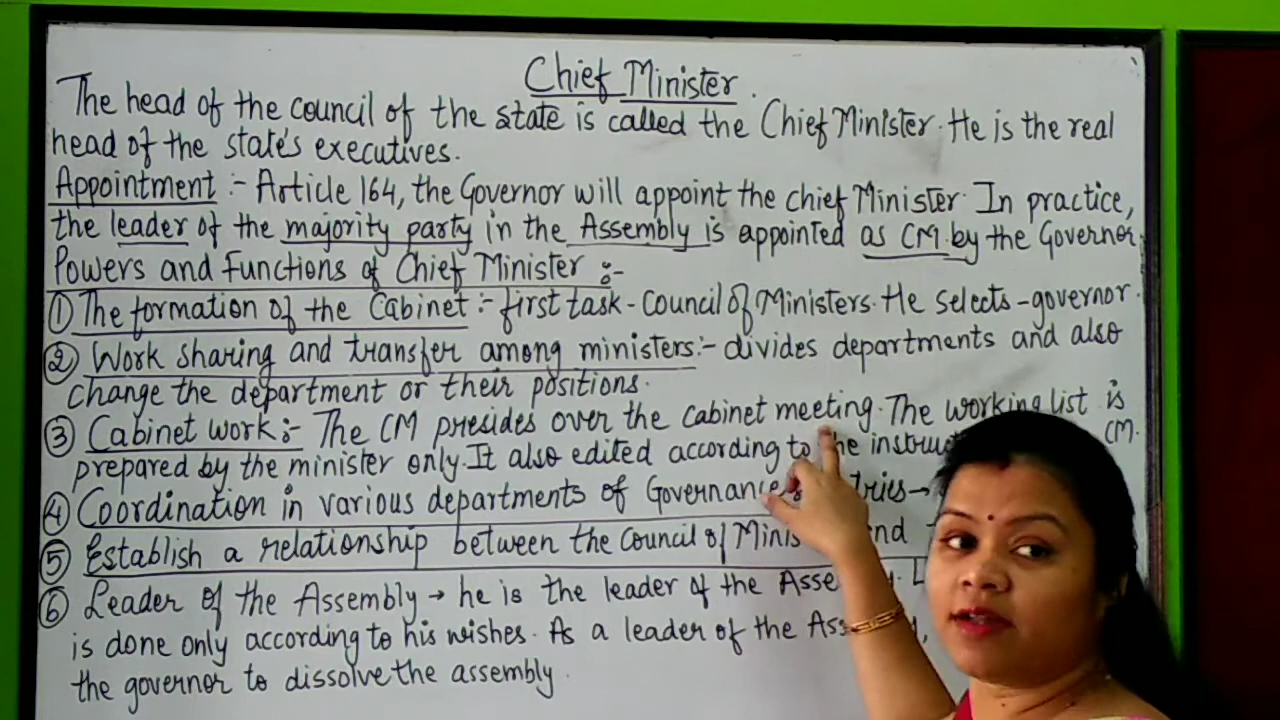 Chief Minister.
The head of the council of the state is called the Chief Minister. He is the real
head of the state's executives.
Appointment :- Article 164, the Governor will appoint the chief Minister. In practice,
the leader of the majority party in the Assembly is appointed as CM by the Governor.
Powers and Functions of Chief Minister :-
① The formation of the Cabinet :- first task - Council of Ministers. He selects - governor.
② Work sharing and transfer among ministers :- divides departments and also
change the department or their positions.
③ Cabinet work :- The CM presides over the cabinet meeting. The working list is
prepared by the minister only. It also edited according to the CM.
④ Coordination in various departments of Governance
⑤ Establish a relationship between the Council of
⑥ Leader of the Assembly → he is the leader of the
is done only according to his wishes. As a leader of the
the governor to dissolve the assembly.